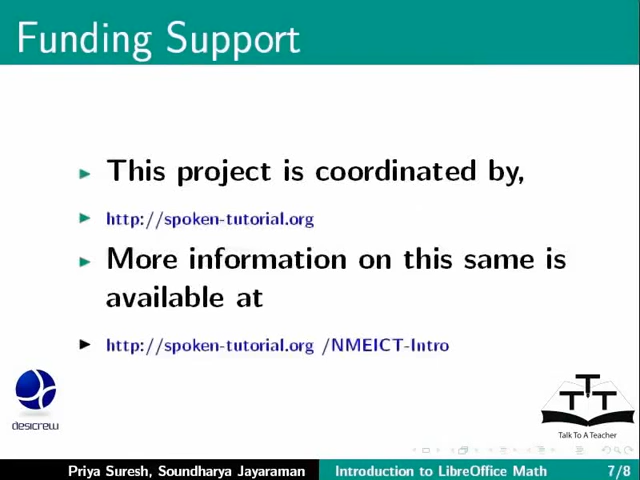 Funding Support
This project is coordinated by,
http://spoken-tutorial.org
More information on this same is
available at
http://spoken-tutorial.org /NMEICT-Intro
desicrew
TTT
Talk To A Teacher
Priya Suresh, Soundharya Jayaraman Introduction to LibreOffice Math 7/8